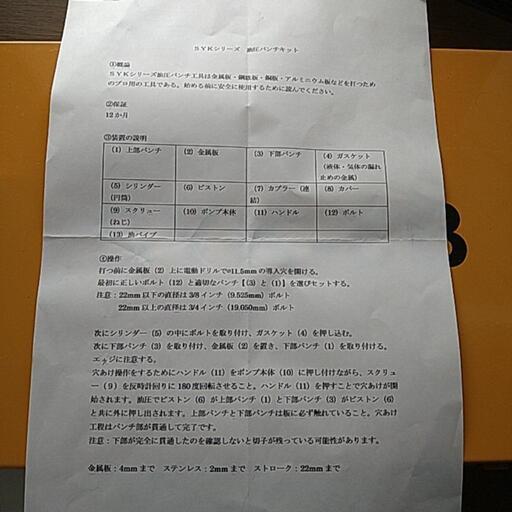 SYKシリーズ 油圧パンチキット
①概論
SYKシリーズ油圧パンチ工具は金属板・鋼鉄板・銅板・アルミニウム板などを打つため
のプロ用の工具である。始める前に安全に使用するために読んでください。
②保証
12か月
③装置の説明
(1) 上部パンチ (2) 金属板 (3) 下部パンチ (4) ガスケット
(液体・気体の漏れ
止めの金属)
(5) シリンダー (6) ピストン (7) カプラー（連 (8) カバー
(円筒) 結)
(9) スクリュー (10) ポンプ本体 (11) ハンドル (12) ボルト
(ねじ)
(13) 油パイプ
④操作
打つ前に金属板（2）上に電動ドリルでφ11.5mmの導入穴を開ける。
最初に正しいボルト（12）と適切なパンチ【(3) と (1)】を選びセットする。
注意：22mm以下の直径は3/8インチ（9.525mm）ボルト
22mm以上の直径は3/4インチ（19.050mm）ボルト
次にシリンダー（5）の中にボルトを取り付け、ガスケット（4）を押し込む。
次に下部パンチ（3）を取り付け、金属板（2）を置き、下部パンチ（1）を取り付ける。
エッジに注意する。
穴あけ操作をするためにハンドル（11）をポンプ本体（10）に押し付けながら、スクリュ
ー（9）を反時計回りに180度回転させること。ハンドル（11）を押すことで穴あけが開
始されます。油圧でピストン（6）が上部パンチ（1）と下部パンチ（3）がピストン（6）
と共に外に押し出されます。上部パンチと下部パンチは板に必ず触れていること。穴あけ
工程はパンチ部が貫通して完了です。
注意：下部が完全に貫通したのを確認しないと切子が残っている可能性があります。
金属板：4mmまで ステンレス：2mmまで ストローク：22mmまで
8